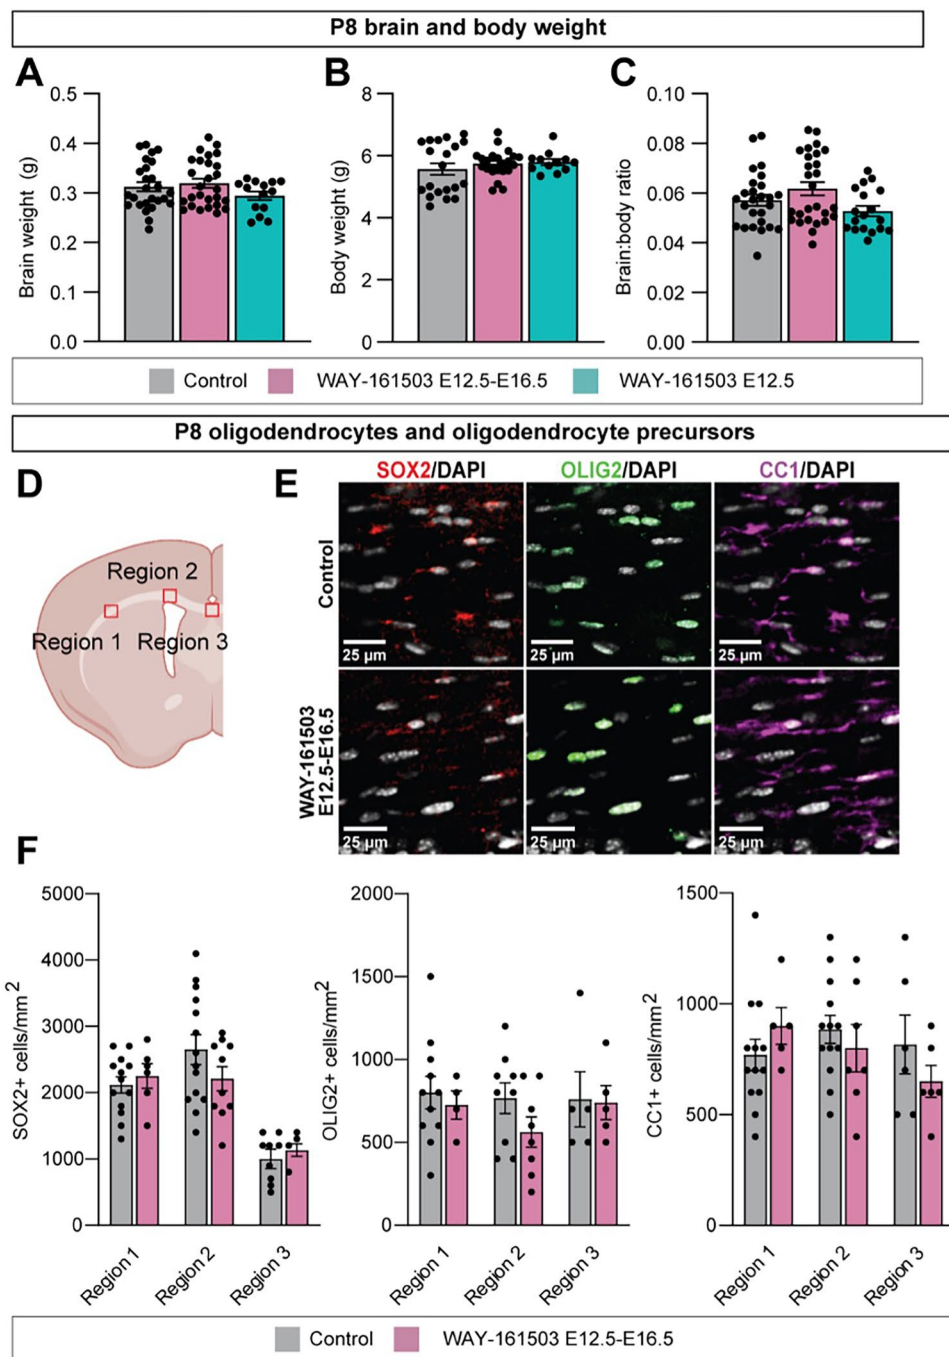 P8 brain and body weight
A
Brain weight (g)
0.5
0.4
0.3
0.2
0.1
0.0
B
Body weight (g)
8
6
4
2
0
C
Brain:body ratio
0.10
0.08
0.06
0.04
0.02
0.00
Control
WAY-161503 E12.5-E16.5
WAY-161503 E12.5
P8 oligodendrocytes and oligodendrocyte precursors
D
Region 2
Region 1
Region 3
E
SOX2/DAPI
OLIG2/DAPI
CC1/DAPI
Control
25 µm
25 µm
25 µm
WAY-161503
E12.5-E16.5
25 µm
25 µm
25 µm
F
SOX2+ cells/mm²
5000
4000
3000
2000
1000
0
Region 1
Region 2
Region 3
OLIG2+ cells/mm²
2000
1500
1000
500
0
Region 1
Region 2
Region 3
CC1+ cells/mm²
1500
1000
500
0
Region 1
Region 2
Region 3
Control
WAY-161503 E12.5-E16.5